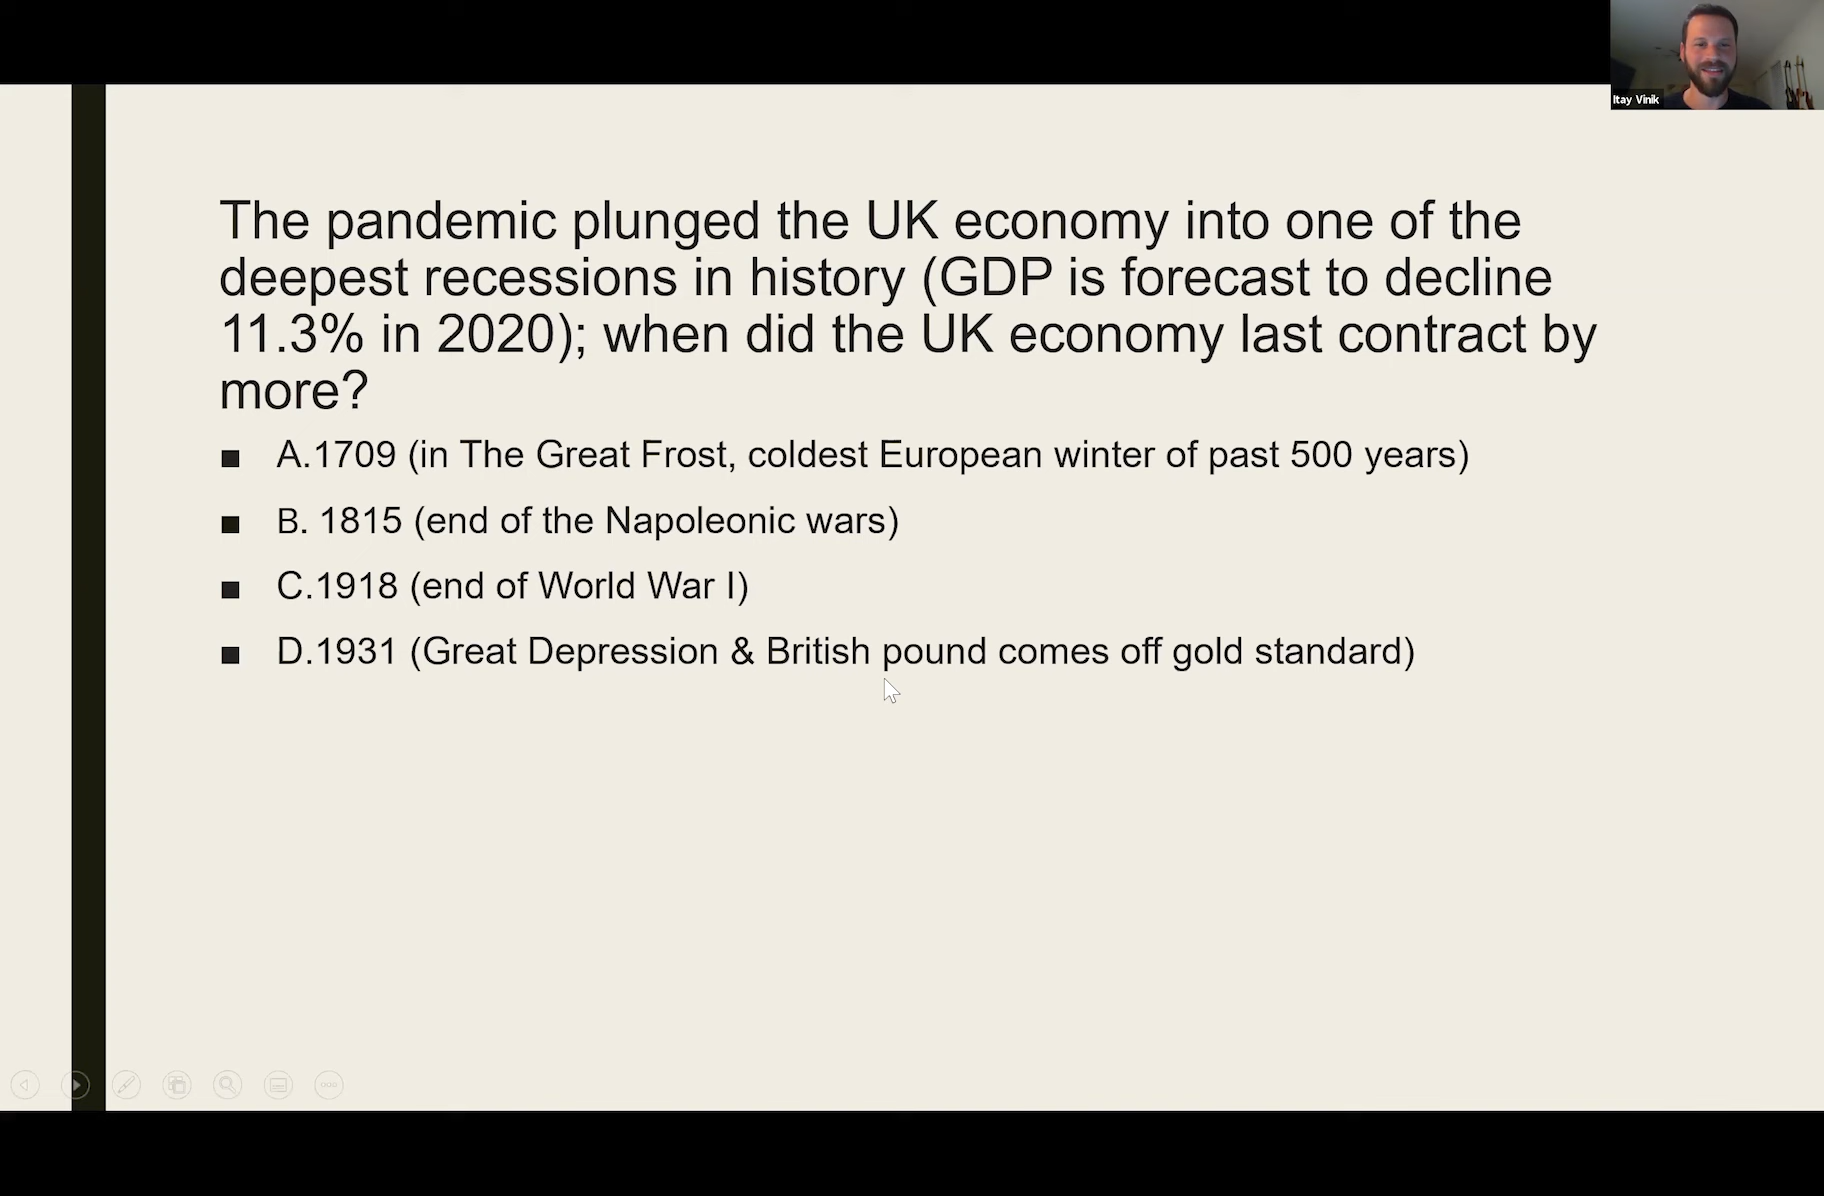 Itay Vinik
The pandemic plunged the UK economy into one of the
deepest recessions in history (GDP is forecast to decline
11.3% in 2020); when did the UK economy last contract by
more?
■ A.1709 (in The Great Frost, coldest European winter of past 500 years)
■ B. 1815 (end of the Napoleonic wars)
■ C.1918 (end of World War I)
■ D.1931 (Great Depression & British pound comes off gold standard)